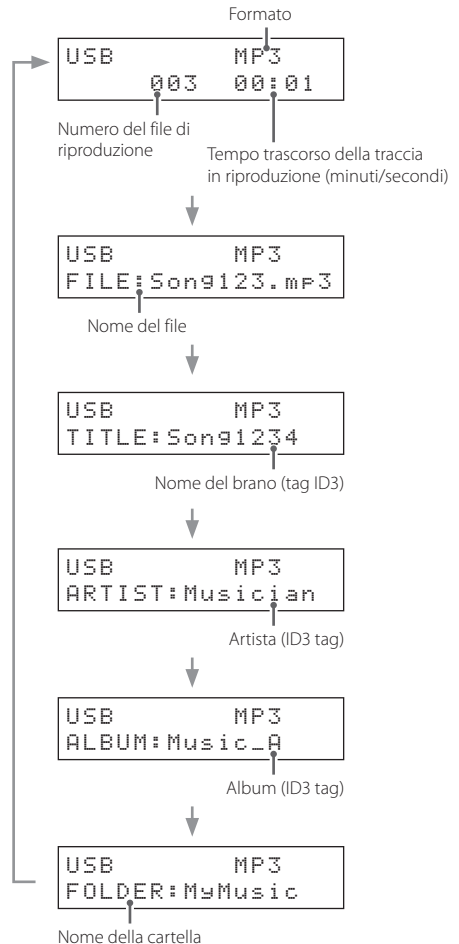 Formato
USB MP3
003 00:01
Numero del file di
riproduzione
Tempo trascorso della traccia
in riproduzione (minuti/secondi)
USB MP3
FILE:Song123.mp3
Nome del file
USB MP3
TITLE:Song1234
Nome del brano (tag ID3)
USB MP3
ARTIST:Musician
Artista (ID3 tag)
USB MP3
ALBUM:Music_A
Album (ID3 tag)
USB MP3
FOLDER:MyMusic
Nome della cartella